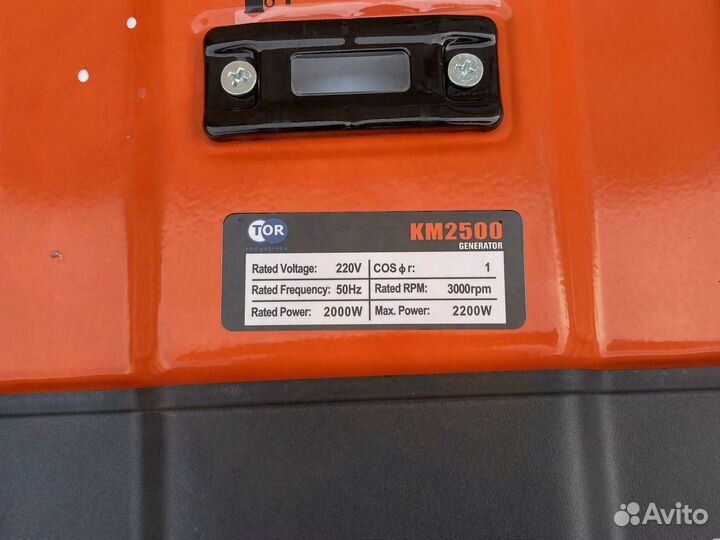 TOR
industries
KM2500
GENERATOR
Rated Voltage: 220V COS ϕ r: 1
Rated Frequency: 50Hz Rated RPM: 3000rpm
Rated Power: 2000W Max. Power: 2200W
Avito